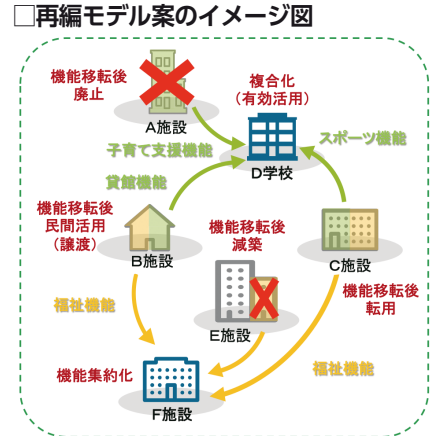 □再編モデル案のイメージ図
機能移転後
廃止
A施設
複合化
（有効活用）
D学校
子育て支援機能
スポーツ機能
貸館機能
機能移転後
民間活用
（譲渡）
B施設
機能移転後
減築
E施設
C施設
機能移転後
転用
福祉機能
福祉機能
機能集約化
F施設